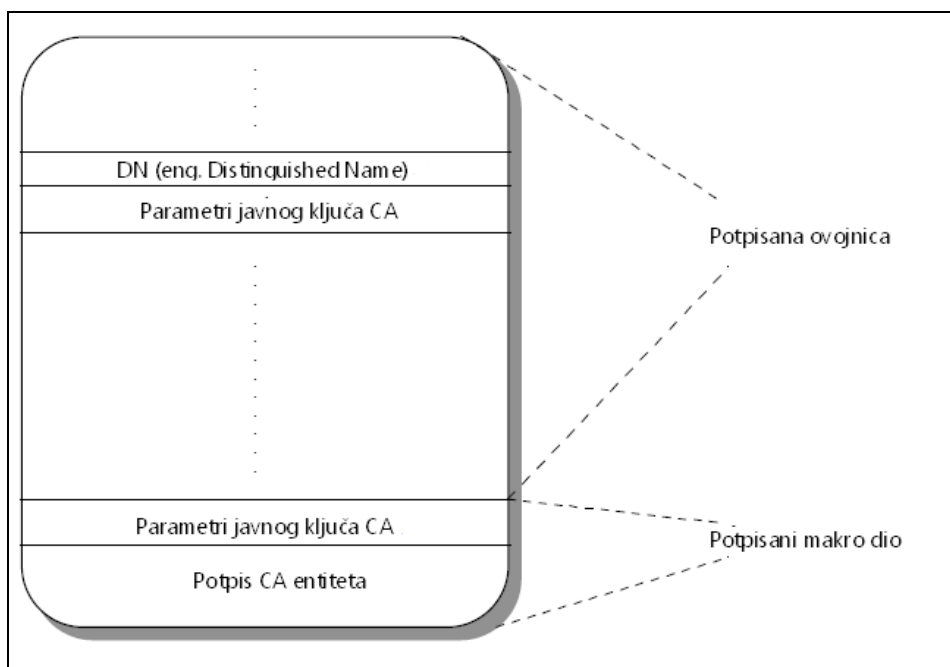 DN (eng. Distinguished Name)
Parametri javnog ključa CA
Potpisana ovojnica
Parametri javnog ključa CA
Potpisani makro dio
Potpis CA entiteta